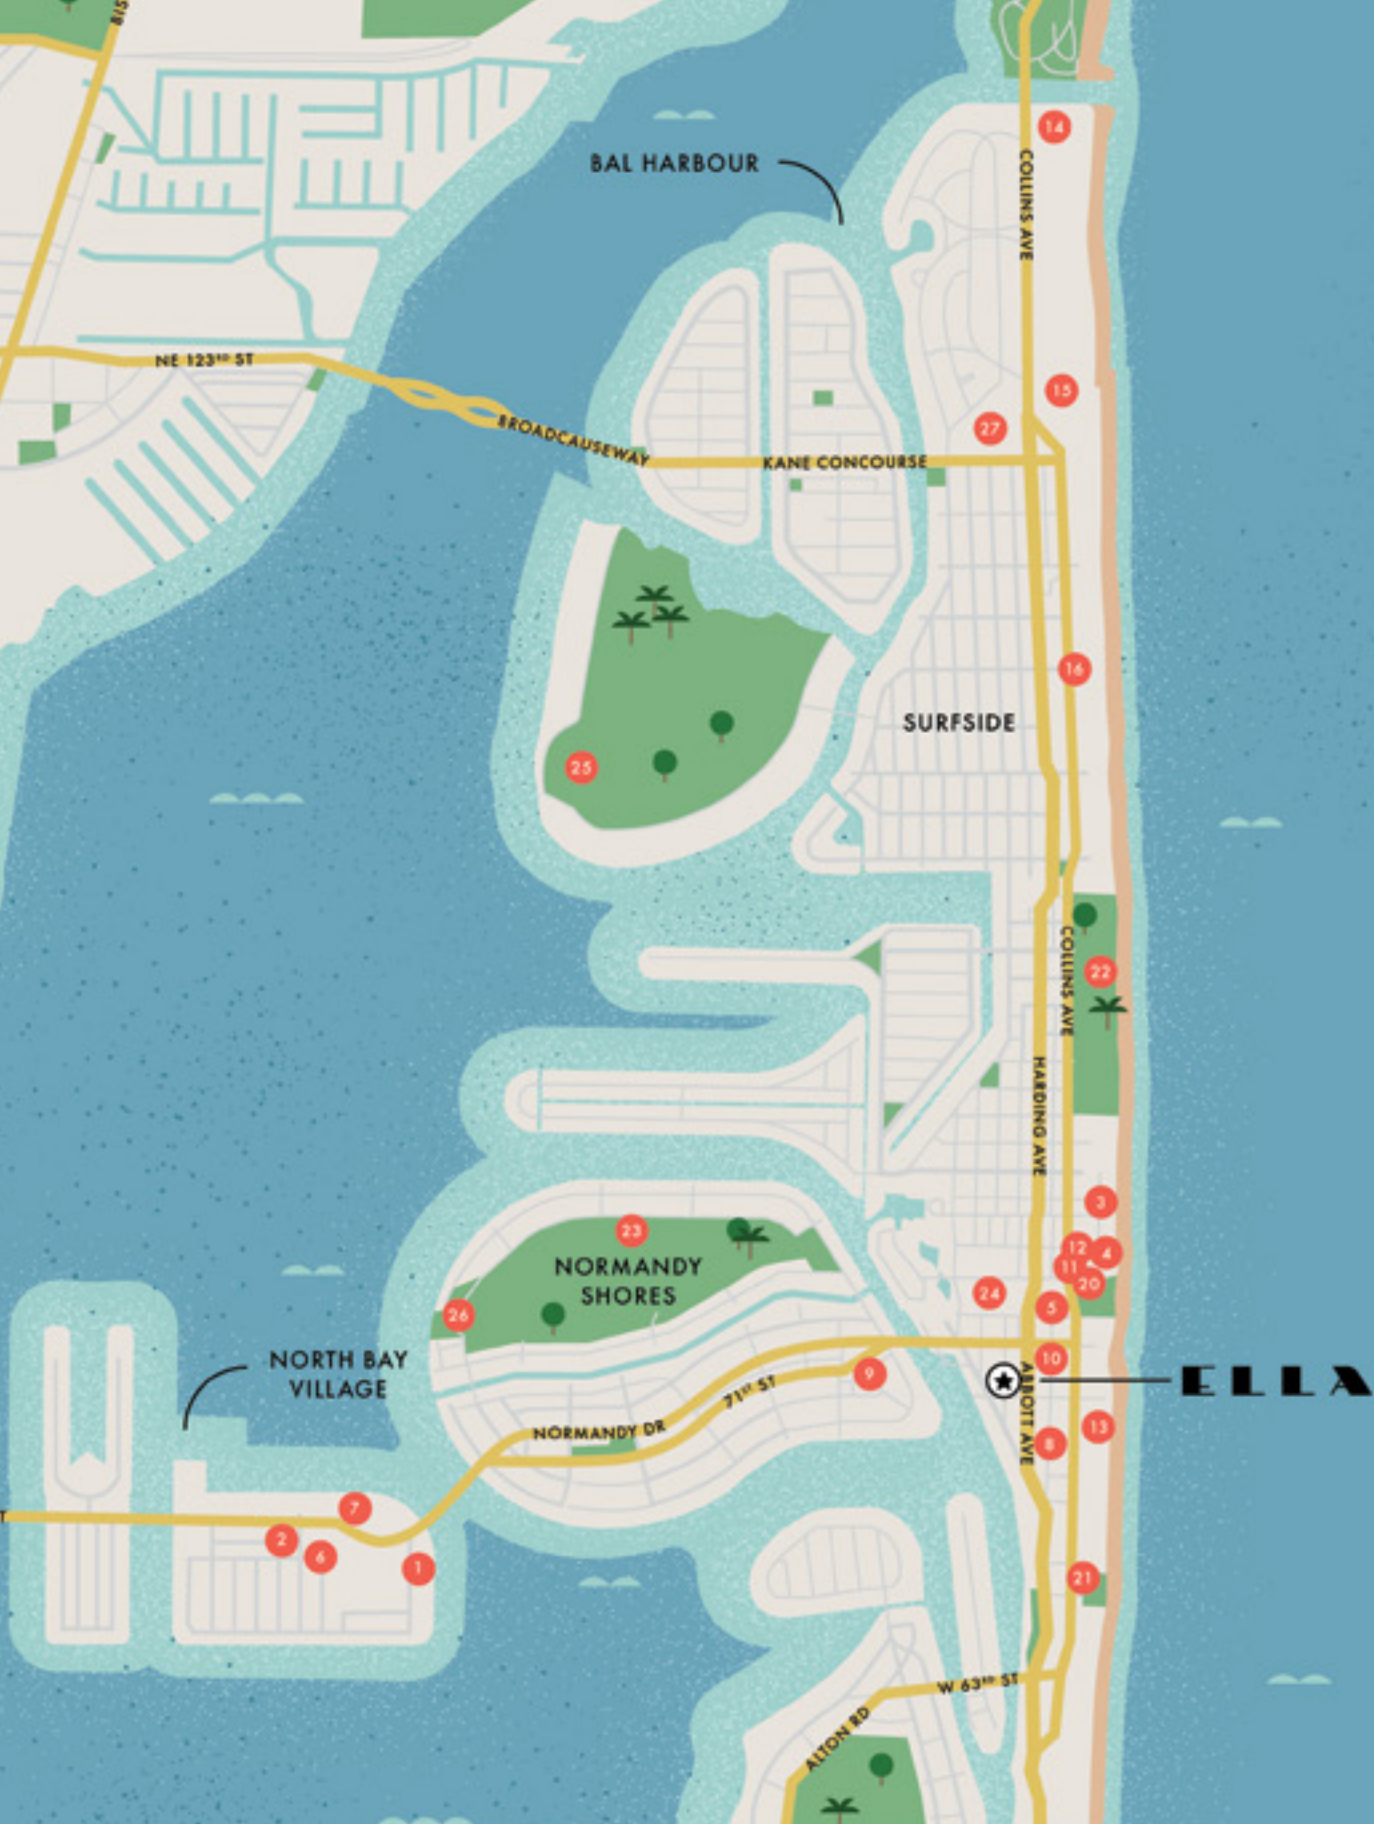 BIS
14
BAL HARBOUR
COLLINS AVE
NE 123RD ST
15
27
BROADCAUSEWAY
KANE CONCOURSE
16
SURFSIDE
25
COLLINS AVE
22
HARDING AVE
3
23
12
4
NORMANDY
SHORES
11
20
24
5
26
10
NORTH BAY
VILLAGE
9
71ST ST
ELLA
ABBOTT AVE
13
NORMANDY DR
8
7
T
2
6
1
21
W 63RD ST
ALTON RD